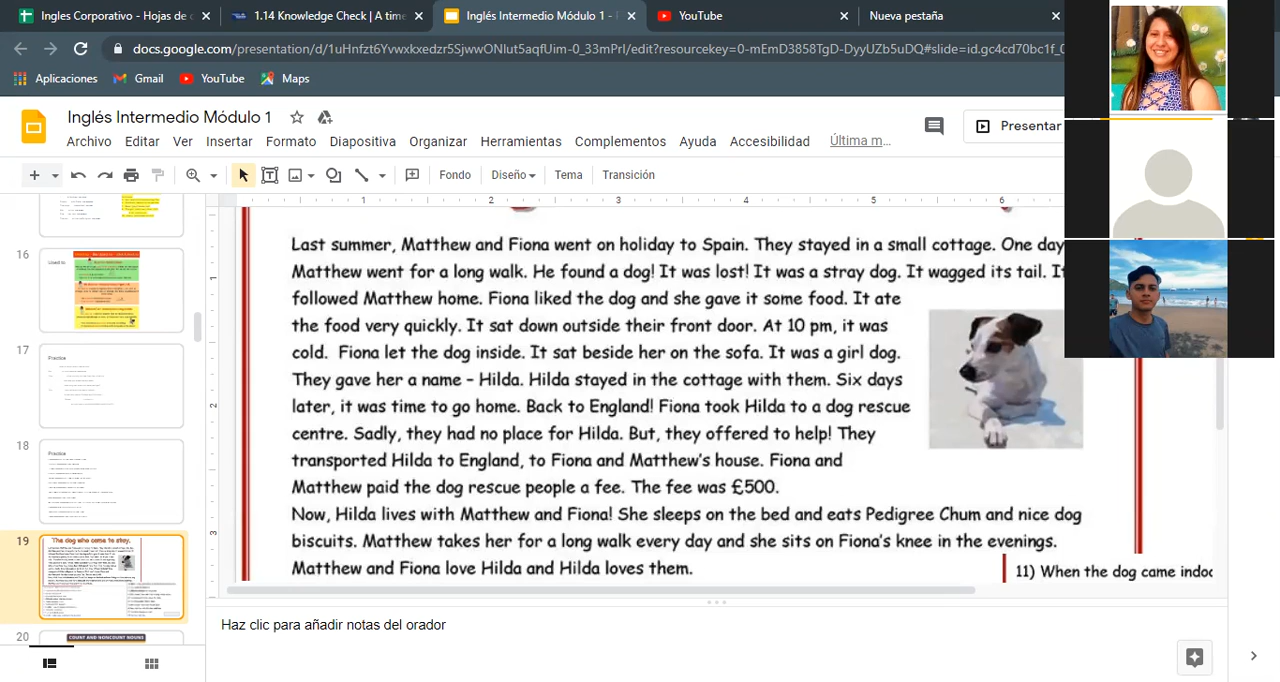 Ingles Corporativo - Hojas de c
1.14 Knowledge Check | A time
Inglés Intermedio Módulo 1 -
YouTube
Nueva pestaña
docs.google.com/presentation/d/1uHnfzt6Yvwxkxedzr5SjwwONlut5aqfUim-0_33mPrI/edit?resourcekey=0-mEmD3858TgD-DyyUZb5uDQ#slide=id.gc4cd70bc1f_0
Aplicaciones
Gmail
YouTube
Maps
Inglés Intermedio Módulo 1
Archivo Editar Ver Insertar Formato Diapositiva Organizar Herramientas Complementos Ayuda Accesibilidad Última m...
Presentar
Fondo Diseño Tema Transición
3 4 5 6
16
Used to
17
Practice
18
Practice
19
The dog who came to stay.
20
COUNT AND NONCOUNT NOUNS
1
2
3
Last summer, Matthew and Fiona went on holiday to Spain. They stayed in a small cottage. One day
Matthew went for a long walk. He found a dog! It was lost! It was a stray dog. It wagged its tail. It
followed Matthew home. Fiona liked the dog and she gave it some food. It ate
the food very quickly. It sat down outside their front door. At 10 pm, it was
cold. Fiona let the dog inside. It sat beside her on the sofa. It was a girl dog.
They gave her a name – Hilda. Hilda stayed in the cottage with them. Six days
later, it was time to go home. Back to England! Fiona took Hilda to a dog rescue
centre. Sadly, they had no place for Hilda. But, they offered to help! They
transported Hilda to England, to Fiona and Matthew's house. Fiona and
Matthew paid the dog rescue people a fee. The fee was £500.
Now, Hilda lives with Matthew and Fiona! She sleeps on the bed and eats Pedigree Chum and nice dog
biscuits. Matthew takes her for a long walk every day and she sits on Fiona's knee in the evenings.
Matthew and Fiona love Hilda and Hilda loves them.
11) When the dog came indoo
Haz clic para añadir notas del orador